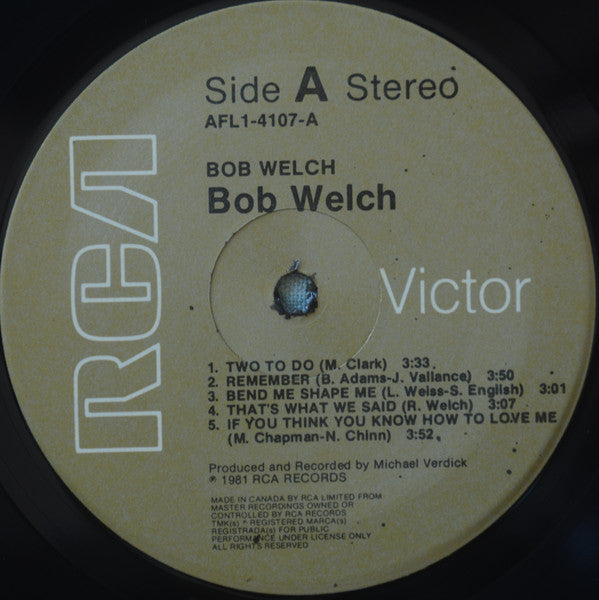 Side A Stereo
AFL1-4107-A
BOB WELCH
Bob Welch
RCA
Victor
1. TWO TO DO (M. Clark) 3:33
2. REMEMBER (B. Adams-J. Vallance) 3:50
3. BEND ME SHAPE ME (L. Weiss-S. English) 3:01
4. THAT'S WHAT WE SAID (R. Welch) 3:07
5. IF YOU THINK YOU KNOW HOW TO LOVE ME
(M. Chapman-N. Chinn) 3:52
Produced and Recorded by Michael Verdick
℗ 1981 RCA RECORDS
MADE IN CANADA BY RCA LIMITED FROM
MASTER RECORDINGS OWNED OR
CONTROLLED BY RCA RECORDS
TMK(s) ® REGISTERED MARCA(s)
REGISTRADA(s) FOR PUBLIC
PERFORMANCE UNDER LICENSE ONLY
ALL RIGHTS RESERVED